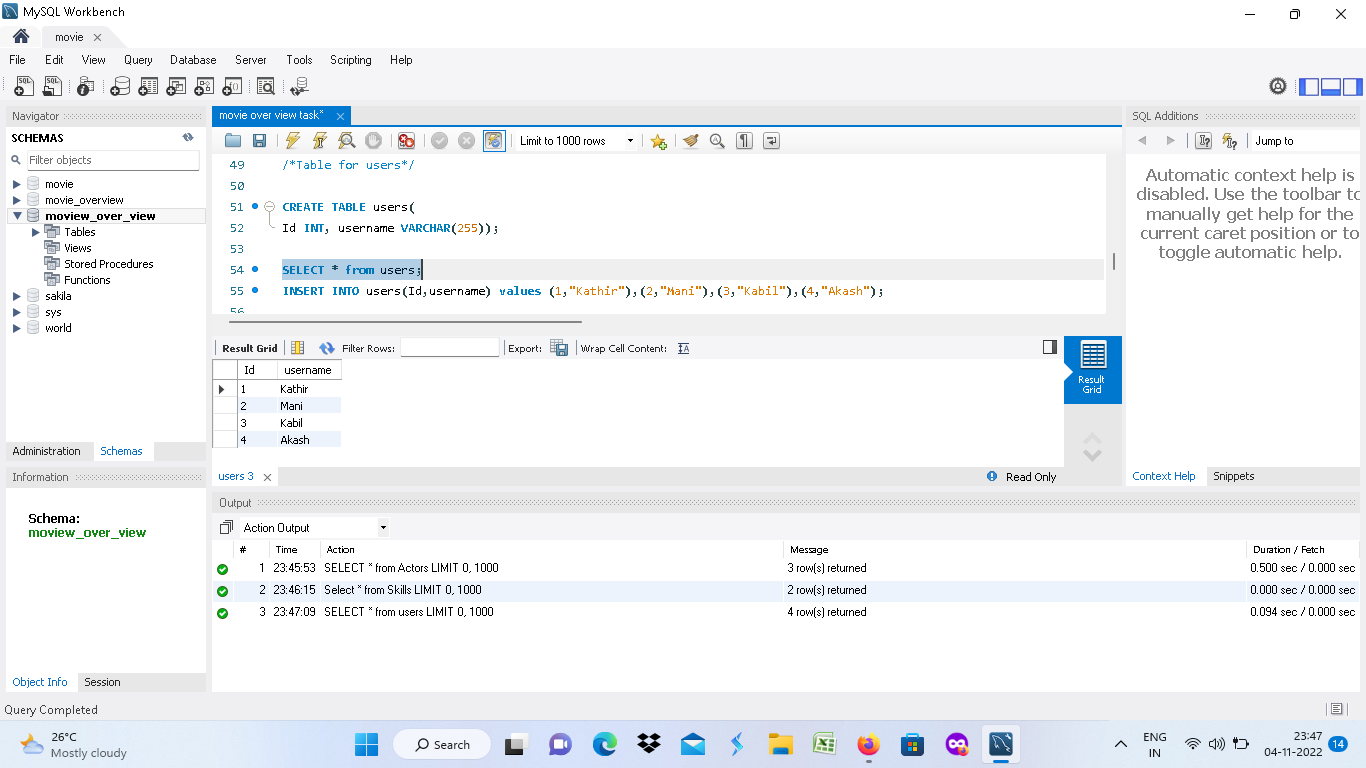 MySQL Workbench
movie
File Edit View Query Database Server Tools Scripting Help
Navigator
SCHEMAS
Filter objects
movie
movie_overview
moview_over_view
Tables
Views
Stored Procedures
Functions
sakila
sys
world
Administration Schemas
Information
Schema:
moview_over_view
Object Info Session
movie over view task*
Limit to 1000 rows
49 /*Table for users*/
50
51 CREATE TABLE users(
52 Id INT, username VARCHAR(255));
53
54 SELECT * from users;
55 INSERT INTO users(Id,username) values (1,"Kathir"),(2,"Mani"),(3,"Kabil"),(4,"Akash");
56
Result Grid Filter Rows: Export: Wrap Cell Content:
Id username
1 Kathir
2 Mani
3 Kabil
4 Akash
Result
Grid
users 3 Read Only
SQL Additions
Jump to
Automatic context help is
disabled. Use the toolbar to
manually get help for the
current caret position or to
toggle automatic help.
Context Help Snippets
Output
Action Output
# Time Action Message Duration / Fetch
1 23:45:53 SELECT * from Actors LIMIT 0, 1000 3 row(s) returned 0.500 sec / 0.000 sec
2 23:46:15 Select * from Skills LIMIT 0, 1000 2 row(s) returned 0.000 sec / 0.000 sec
3 23:47:09 SELECT * from users LIMIT 0, 1000 4 row(s) returned 0.094 sec / 0.000 sec
Query Completed
26°C
Mostly cloudy
Search
ENG
IN
23:47
04-11-2022
14